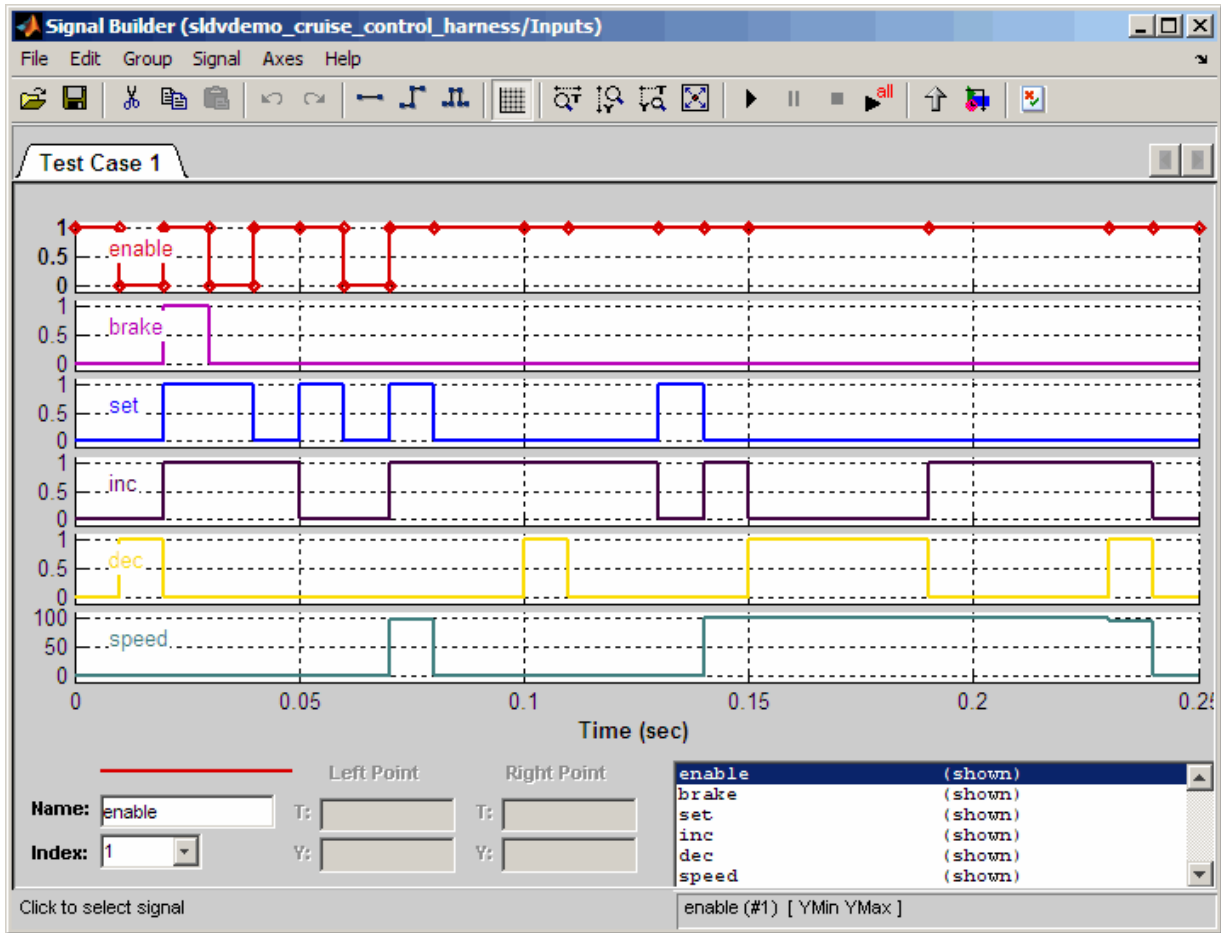 Signal Builder (sldvdemo_cruise_control_harness/Inputs)
File Edit Group Signal Axes Help
all
Test Case 1
1
0.5
0
enable
1
0.5
0
brake
1
0.5
0
set
1
0.5
0
inc
1
0.5
0
dec
100
50
0
speed
0 0.05 0.1 0.15 0.2 0.25
Time (sec)
Left Point Right Point
Name: enable T: T:
Index: 1 Y: Y:
enable (shown)
brake (shown)
set (shown)
inc (shown)
dec (shown)
speed (shown)
Click to select signal
enable (#1) [ YMin YMax ]